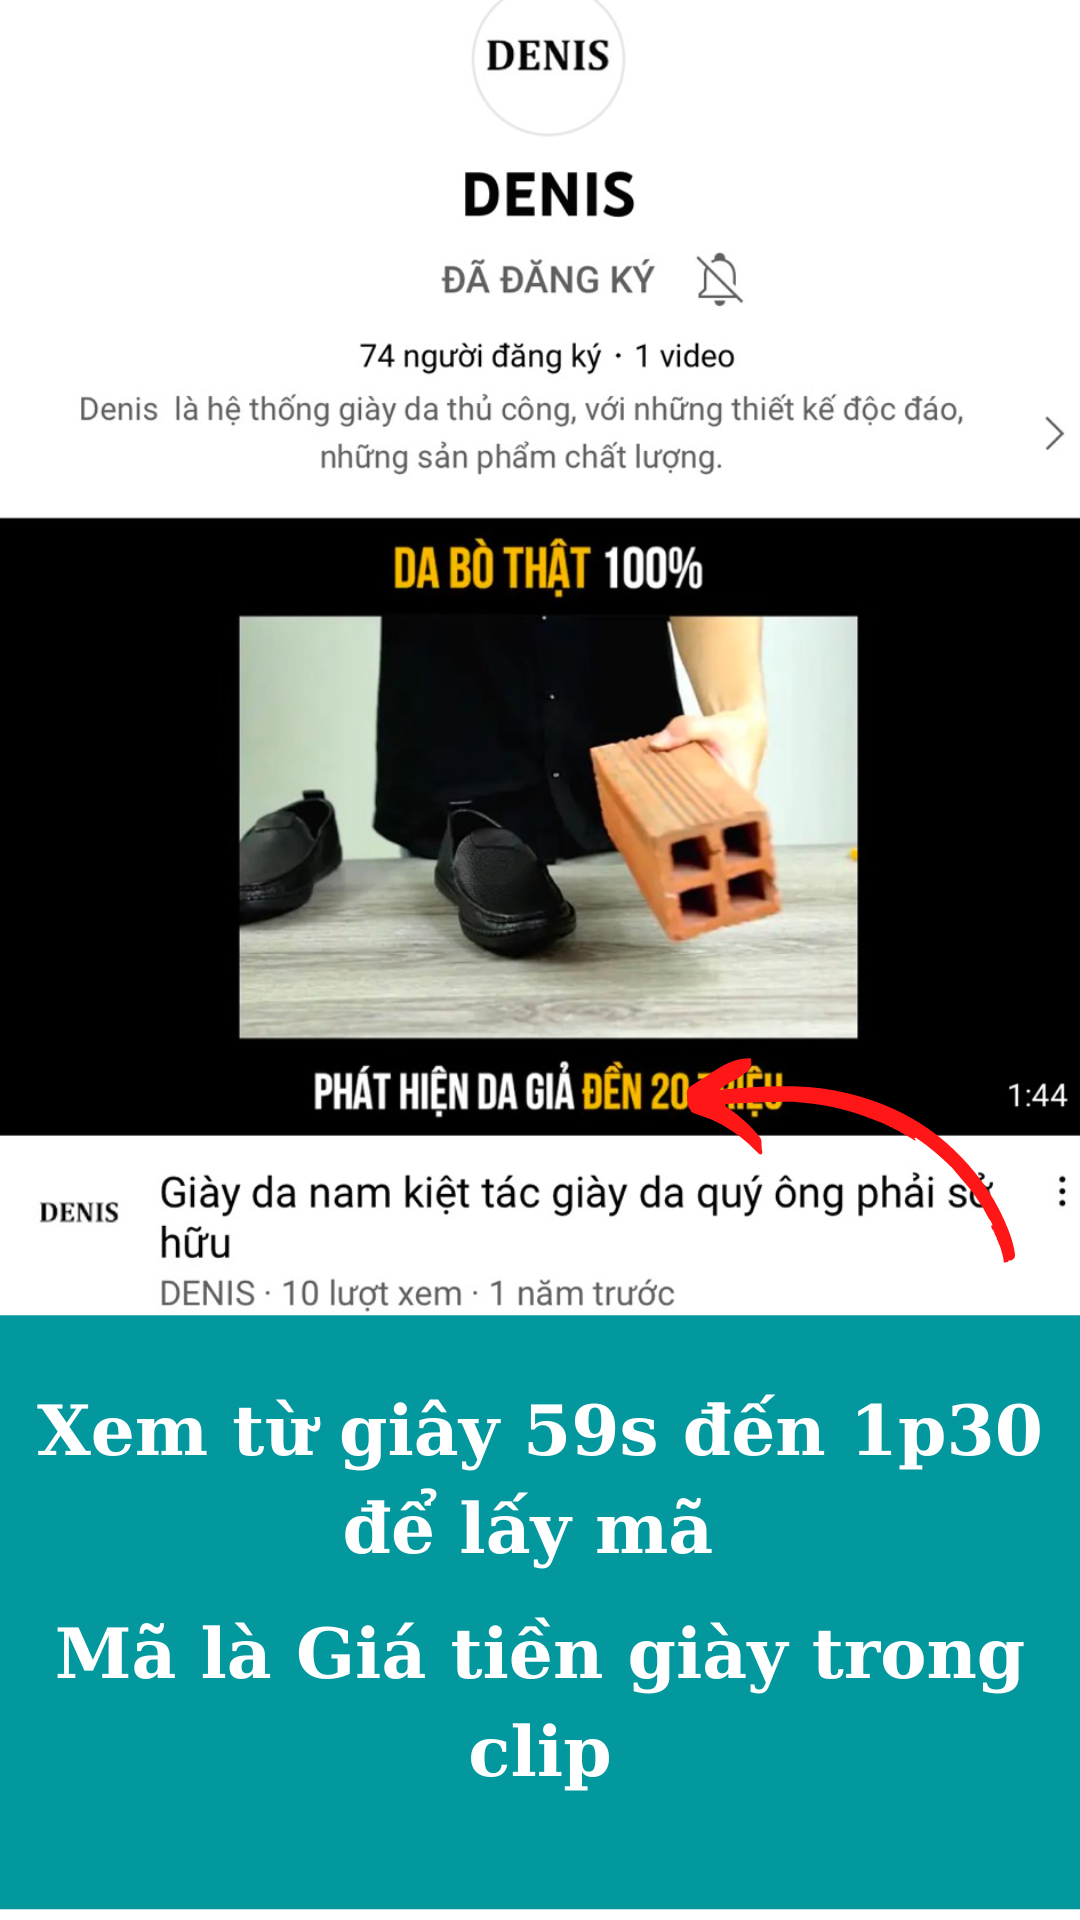 DENIS
DENIS
ĐÃ ĐĂNG KÝ
74 người đăng ký · 1 video
Denis là hệ thống giày da thủ công, với những thiết kế độc đáo,
những sản phẩm chất lượng.
DA BÒ THẬT 100%
PHÁT HIỆN DA GIẢ ĐỀN 20 TRIỆU
1:44
DENIS
Giày da nam kiệt tác giày da quý ông phải sở
hữu
DENIS · 10 lượt xem · 1 năm trước
Xem từ giây 59s đến 1p30
để lấy mã
Mã là Giá tiền giày trong
clip